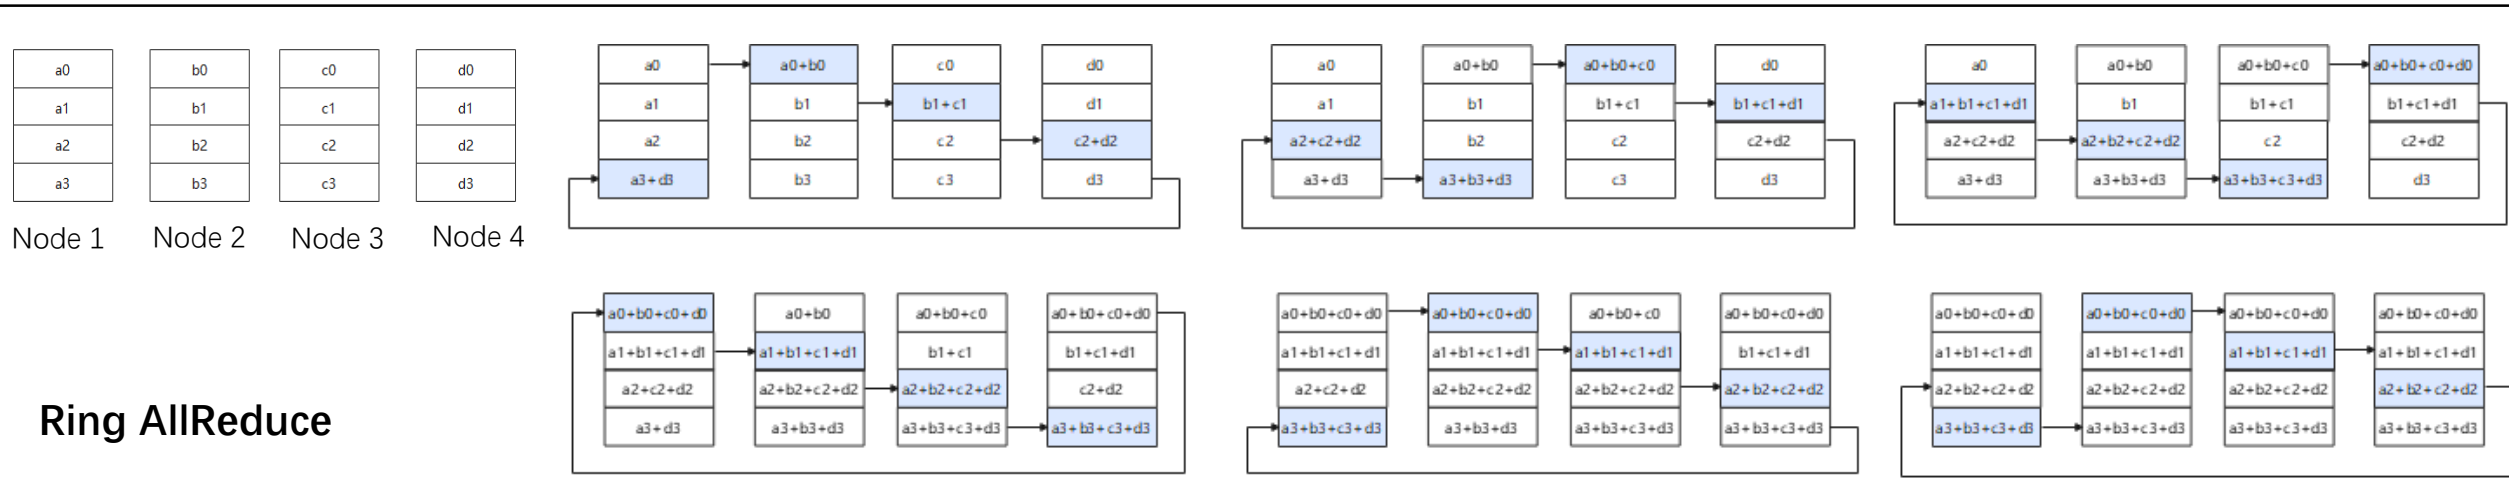 a0 b0 c0 d0
a1 b1 c1 d1
a2 b2 c2 d2
a3 b3 c3 d3
Node 1 Node 2 Node 3 Node 4
a0 a0+b0 c0 d0
a1 b1 b1+c1 d1
a2 b2 c2 c2+d2
a3+d3 b3 c3 d3
a0 a0+b0 a0+b0+c0 d0
a1 b1 b1+c1 b1+c1+d1
a2+c2+d2 b2 c2 c2+d2
a3+d3 a3+b3+d3 c3 d3
a0 a0+b0 a0+b0+c0 a0+b0+c0+d0
a1+b1+c1+d1 b1 b1+c1 b1+c1+d1
a2+c2+d2 a2+b2+c2+d2 c2 c2+d2
a3+d3 a3+b3+d3 a3+b3+c3+d3 d3
Ring AllReduce
a0+b0+c0+d0 a0+b0 a0+b0+c0 a0+b0+c0+d0
a1+b1+c1+d1 a1+b1+c1+d1 b1+c1 b1+c1+d1
a2+c2+d2 a2+b2+c2+d2 a2+b2+c2+d2 c2+d2
a3+d3 a3+b3+d3 a3+b3+c3+d3 a3+b3+c3+d3
a0+b0+c0+d0 a0+b0+c0+d0 a0+b0+c0 a0+b0+c0+d0
a1+b1+c1+d1 a1+b1+c1+d1 a1+b1+c1+d1 b1+c1+d1
a2+c2+d2 a2+b2+c2+d2 a2+b2+c2+d2 a2+b2+c2+d2
a3+b3+c3+d3 a3+b3+d3 a3+b3+c3+d3 a3+b3+c3+d3
a0+b0+c0+d0 a0+b0+c0+d0 a0+b0+c0+d0 a0+b0+c0+d0
a1+b1+c1+d1 a1+b1+c1+d1 a1+b1+c1+d1 a1+b1+c1+d1
a2+b2+c2+d2 a2+b2+c2+d2 a2+b2+c2+d2 a2+b2+c2+d2
a3+b3+c3+d3 a3+b3+c3+d3 a3+b3+c3+d3 a3+b3+c3+d3